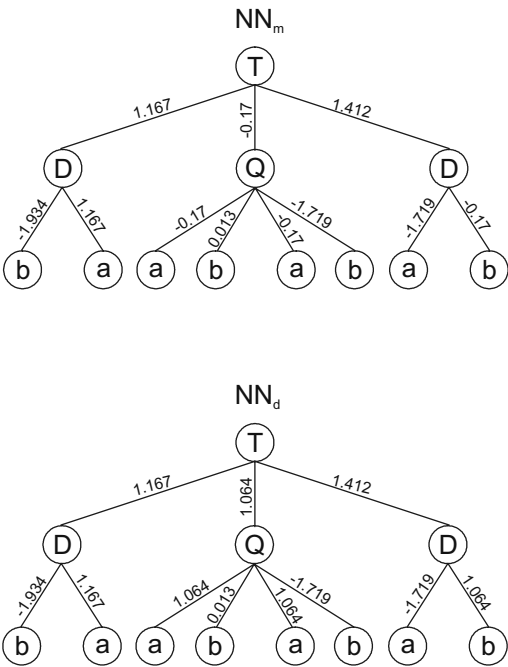 NNm
T
1.167 -0.17 1.412
D Q D
-1.934 1.167 -0.17 0.013 -0.17 -1.719 -1.719 -0.17
b a a b a b a b
NNd
T
1.167 1.064 1.412
D Q D
-1.934 1.167 1.064 0.013 1.064 -1.719 -1.719 1.064
b a a b a b a b